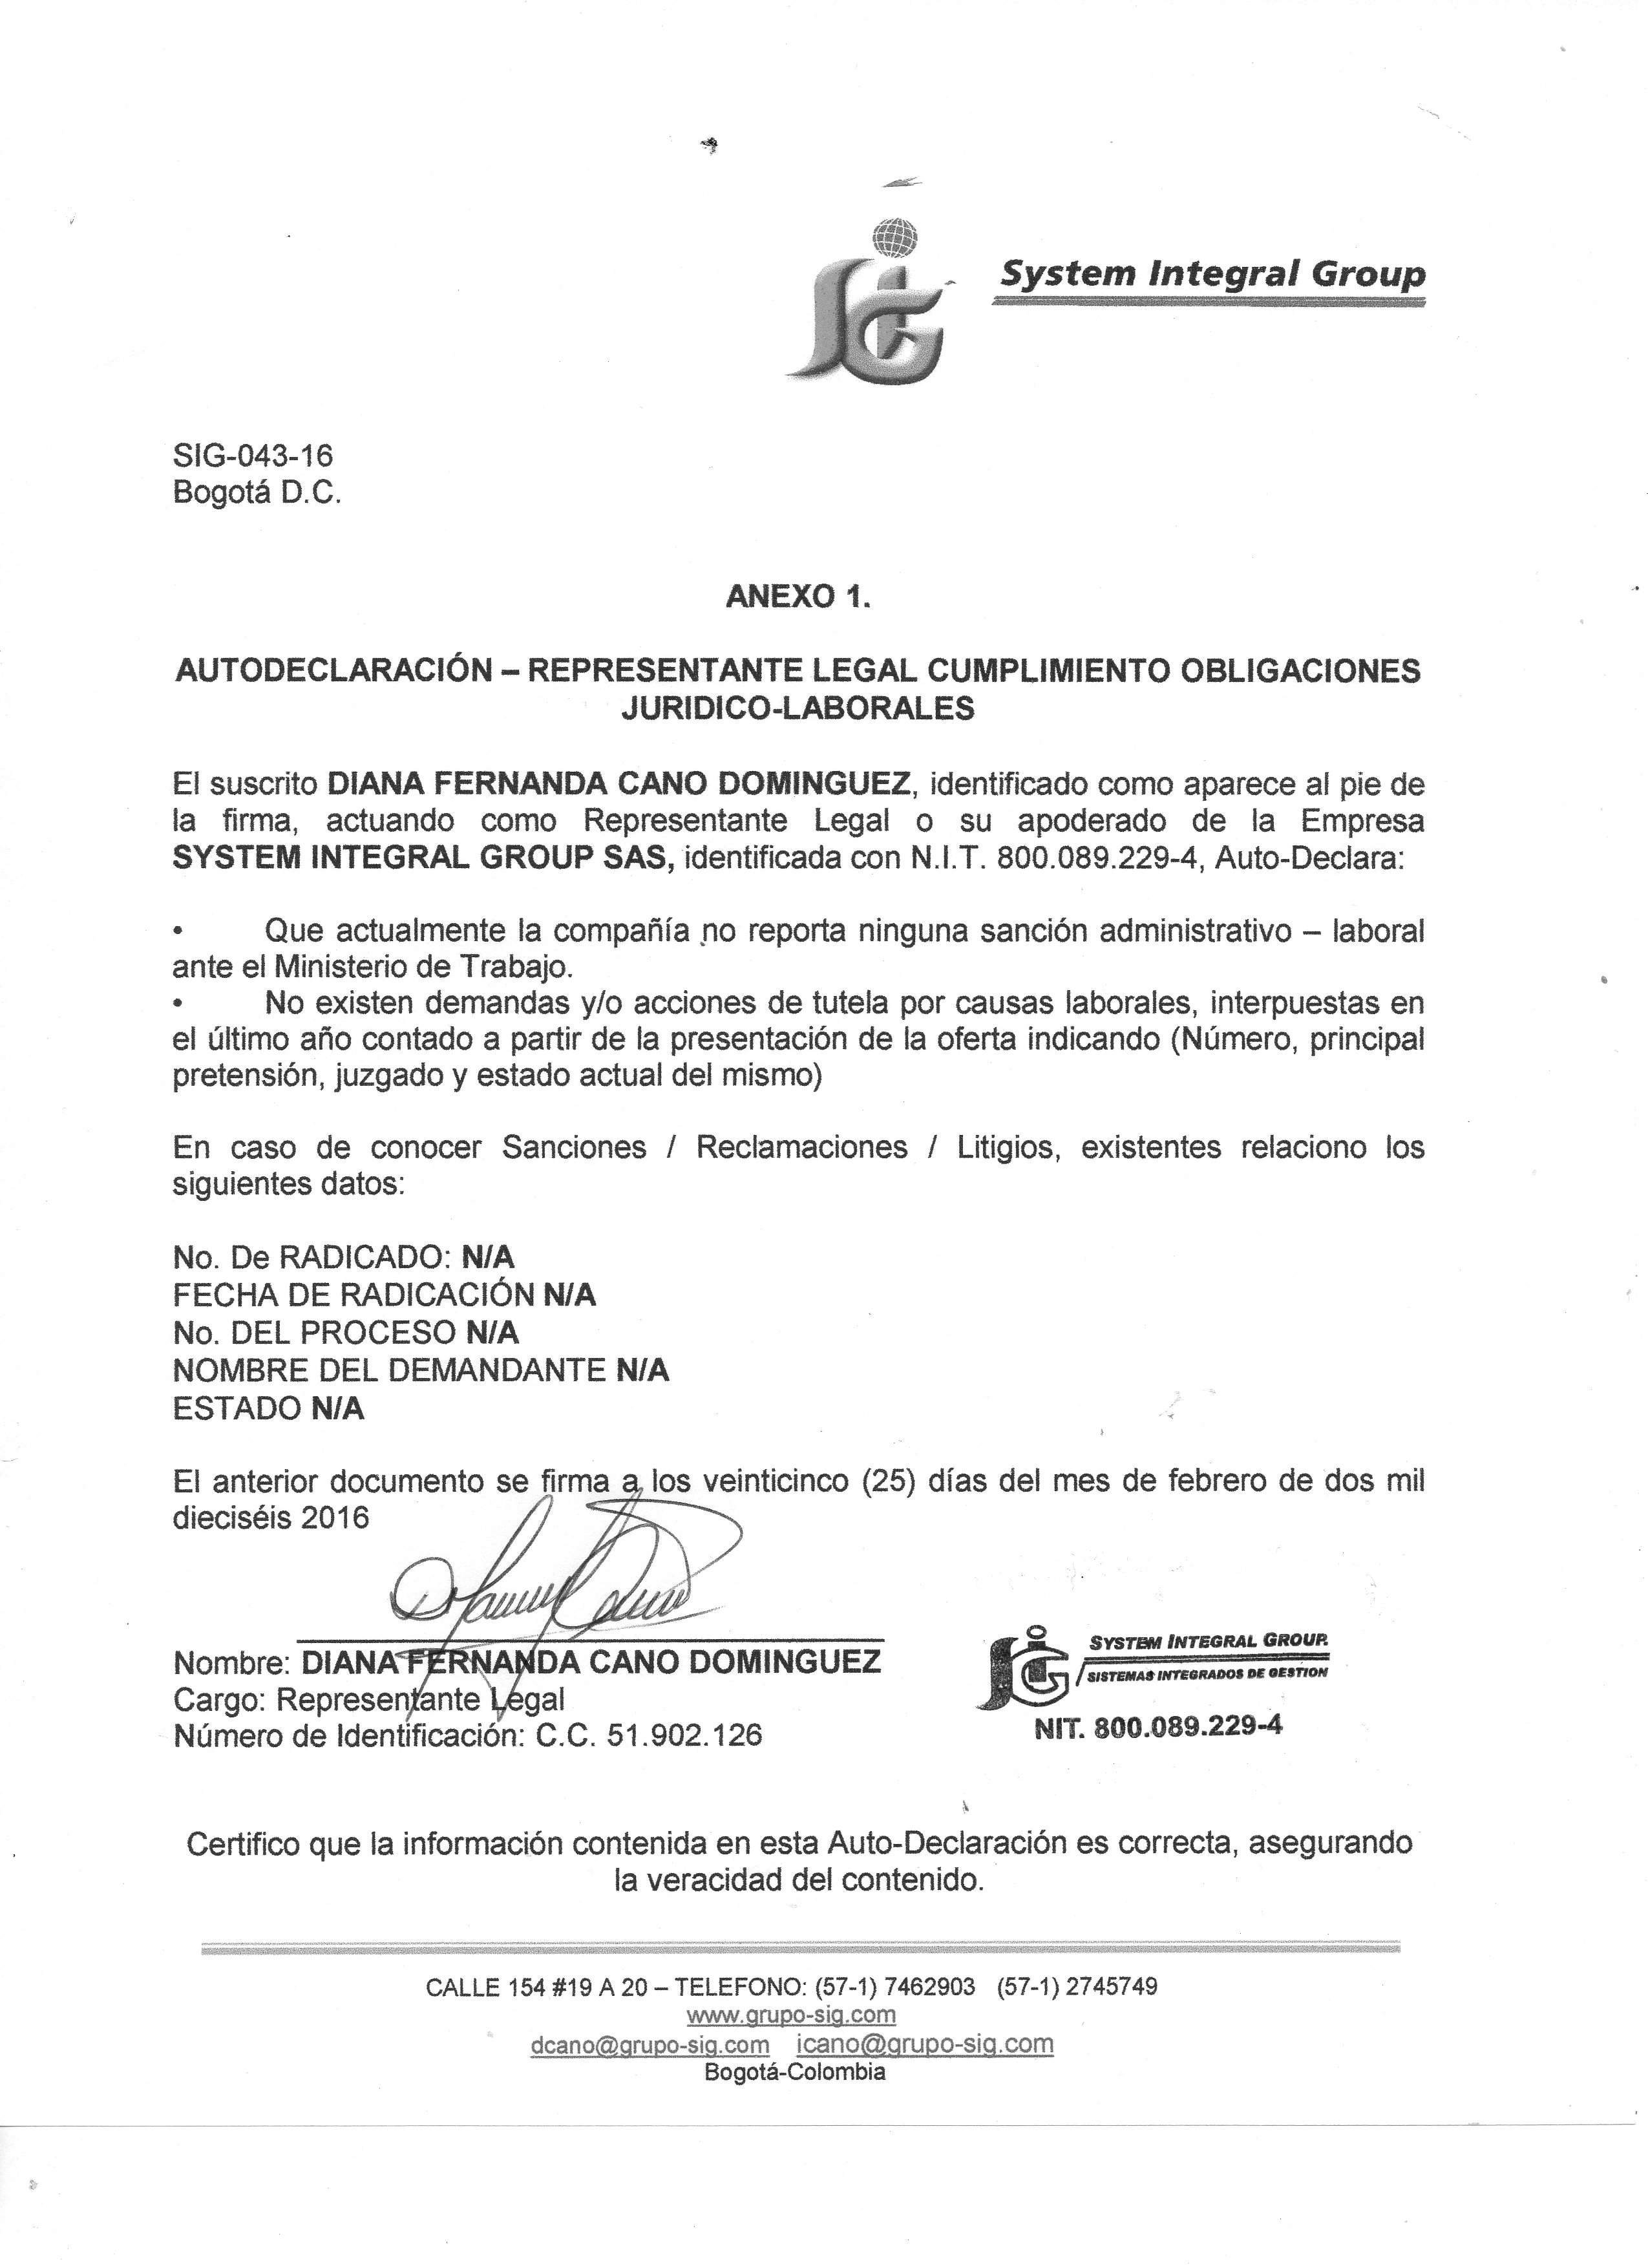 System Integral Group
SIG-043-16
Bogotá D.C.
ANEXO 1.
AUTODECLARACIÓN – REPRESENTANTE LEGAL CUMPLIMIENTO OBLIGACIONES
JURIDICO-LABORALES
El suscrito DIANA FERNANDA CANO DOMINGUEZ, identificado como aparece al pie de
la firma, actuando como Representante Legal o su apoderado de la Empresa
SYSTEM INTEGRAL GROUP SAS, identificada con N.I.T. 800.089.229-4, Auto-Declara:
• Que actualmente la compañía no reporta ninguna sanción administrativo – laboral
ante el Ministerio de Trabajo.
• No existen demandas y/o acciones de tutela por causas laborales, interpuestas en
el último año contado a partir de la presentación de la oferta indicando (Número, principal
pretensión, juzgado y estado actual del mismo)
En caso de conocer Sanciones / Reclamaciones / Litigios, existentes relaciono los
siguientes datos:
No. De RADICADO: N/A
FECHA DE RADICACIÓN N/A
No. DEL PROCESO N/A
NOMBRE DEL DEMANDANTE N/A
ESTADO N/A
El anterior documento se firma a los veinticinco (25) días del mes de febrero de dos mil
dieciséis 2016
Nombre: DIANA FERNANDA CANO DOMINGUEZ
Cargo: Representante Legal
Número de Identificación: C.C. 51.902.126
SYSTEM INTEGRAL GROUP.
SISTEMAS INTEGRADOS DE GESTION
NIT. 800.089.229-4
Certifico que la información contenida en esta Auto-Declaración es correcta, asegurando
la veracidad del contenido.
CALLE 154 #19 A 20 – TELEFONO: (57-1) 7462903 (57-1) 2745749
www.grupo-sig.com
dcano@grupo-sig.com icano@grupo-sig.com
Bogotá-Colombia